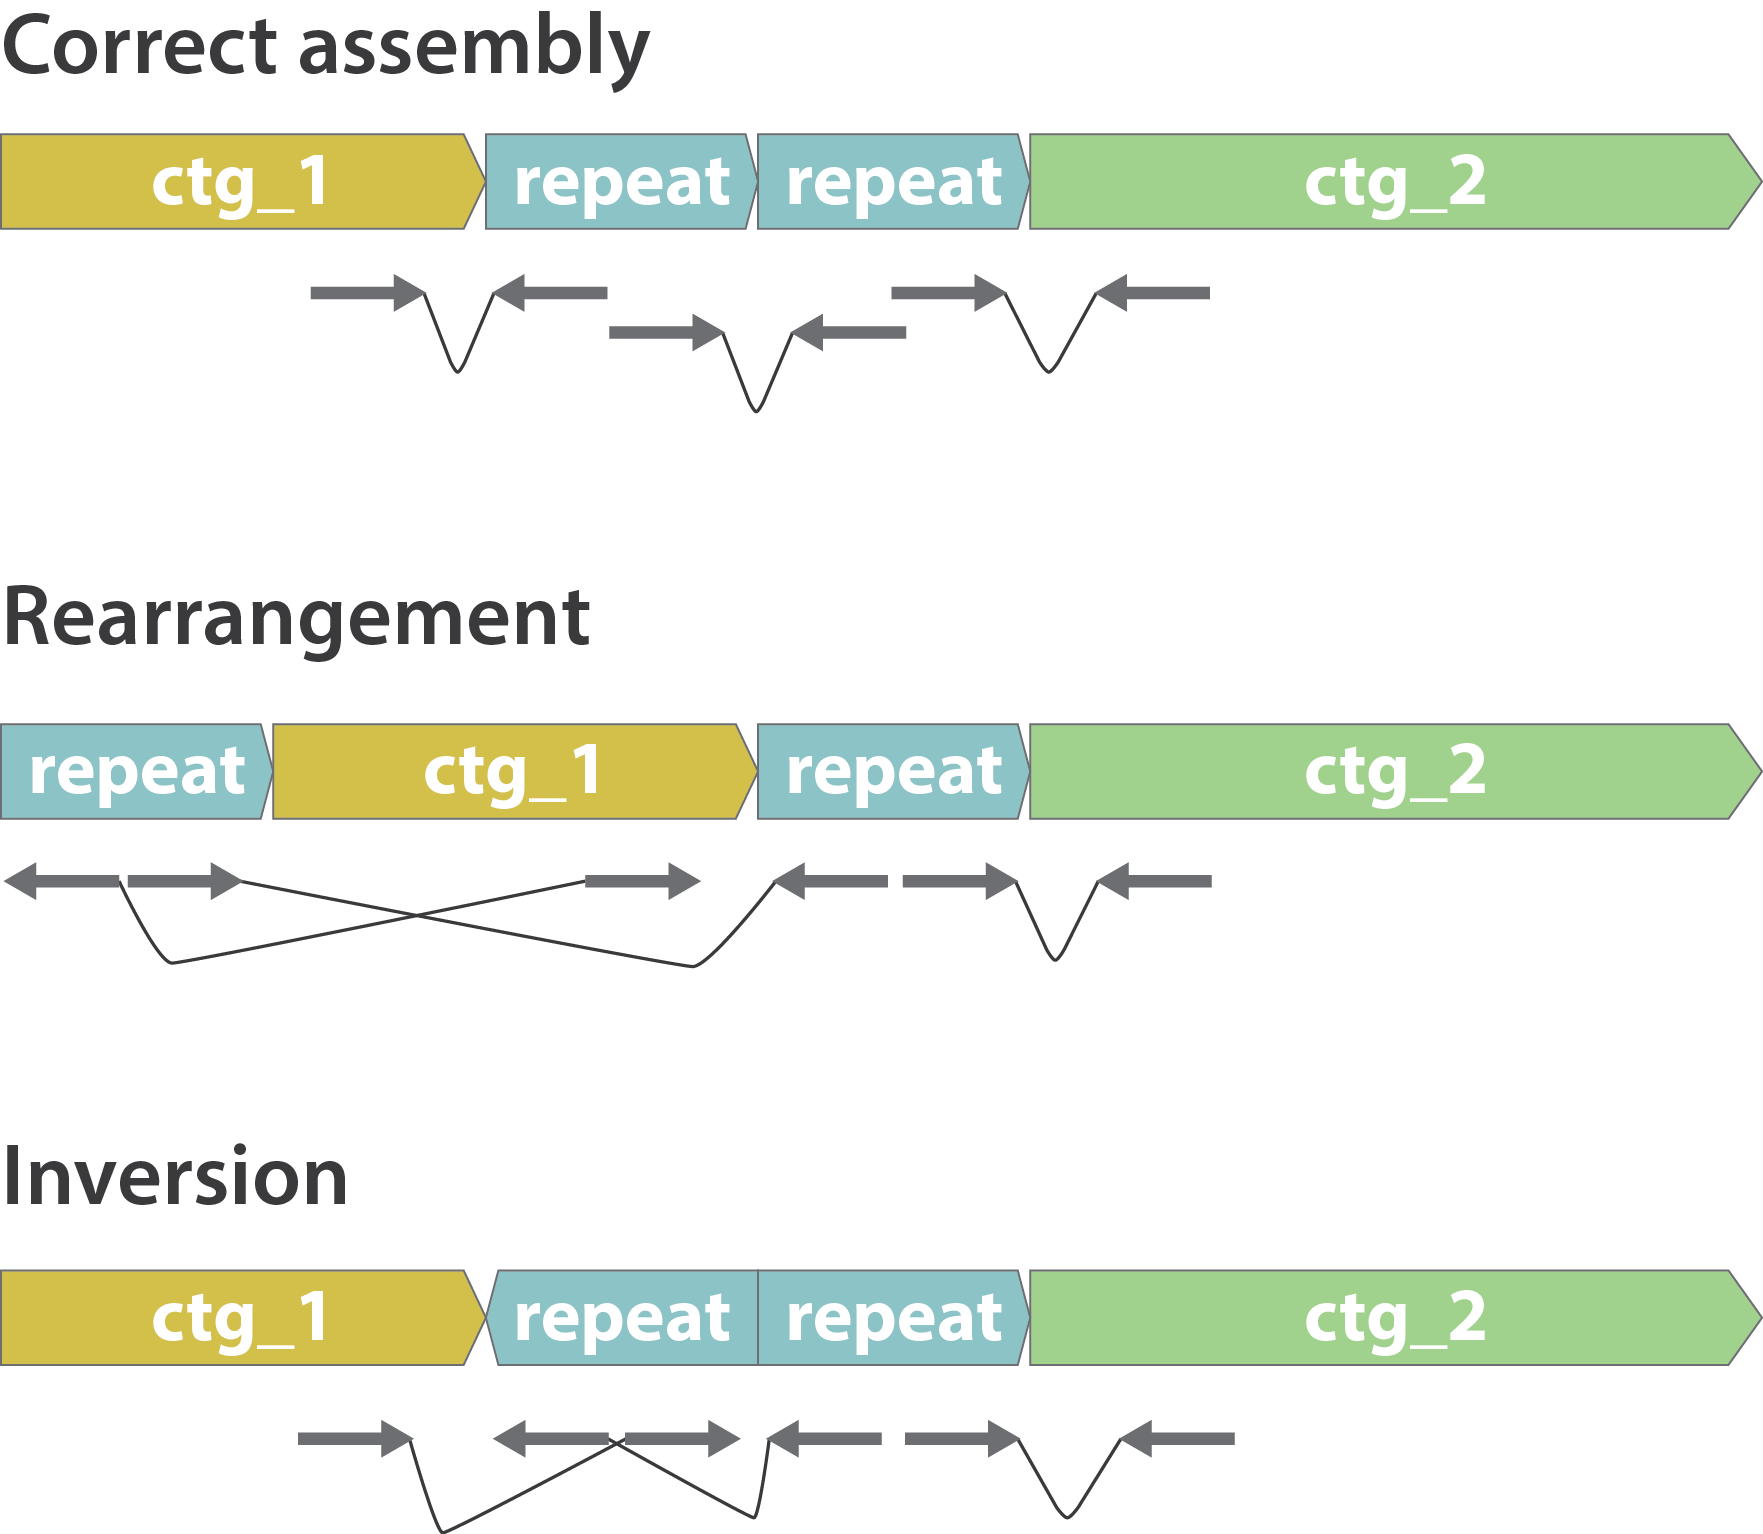 Correct assembly
ctg_1 repeat repeat ctg_2
Rearrangement
repeat ctg_1 repeat ctg_2
Inversion
ctg_1 repeat repeat ctg_2